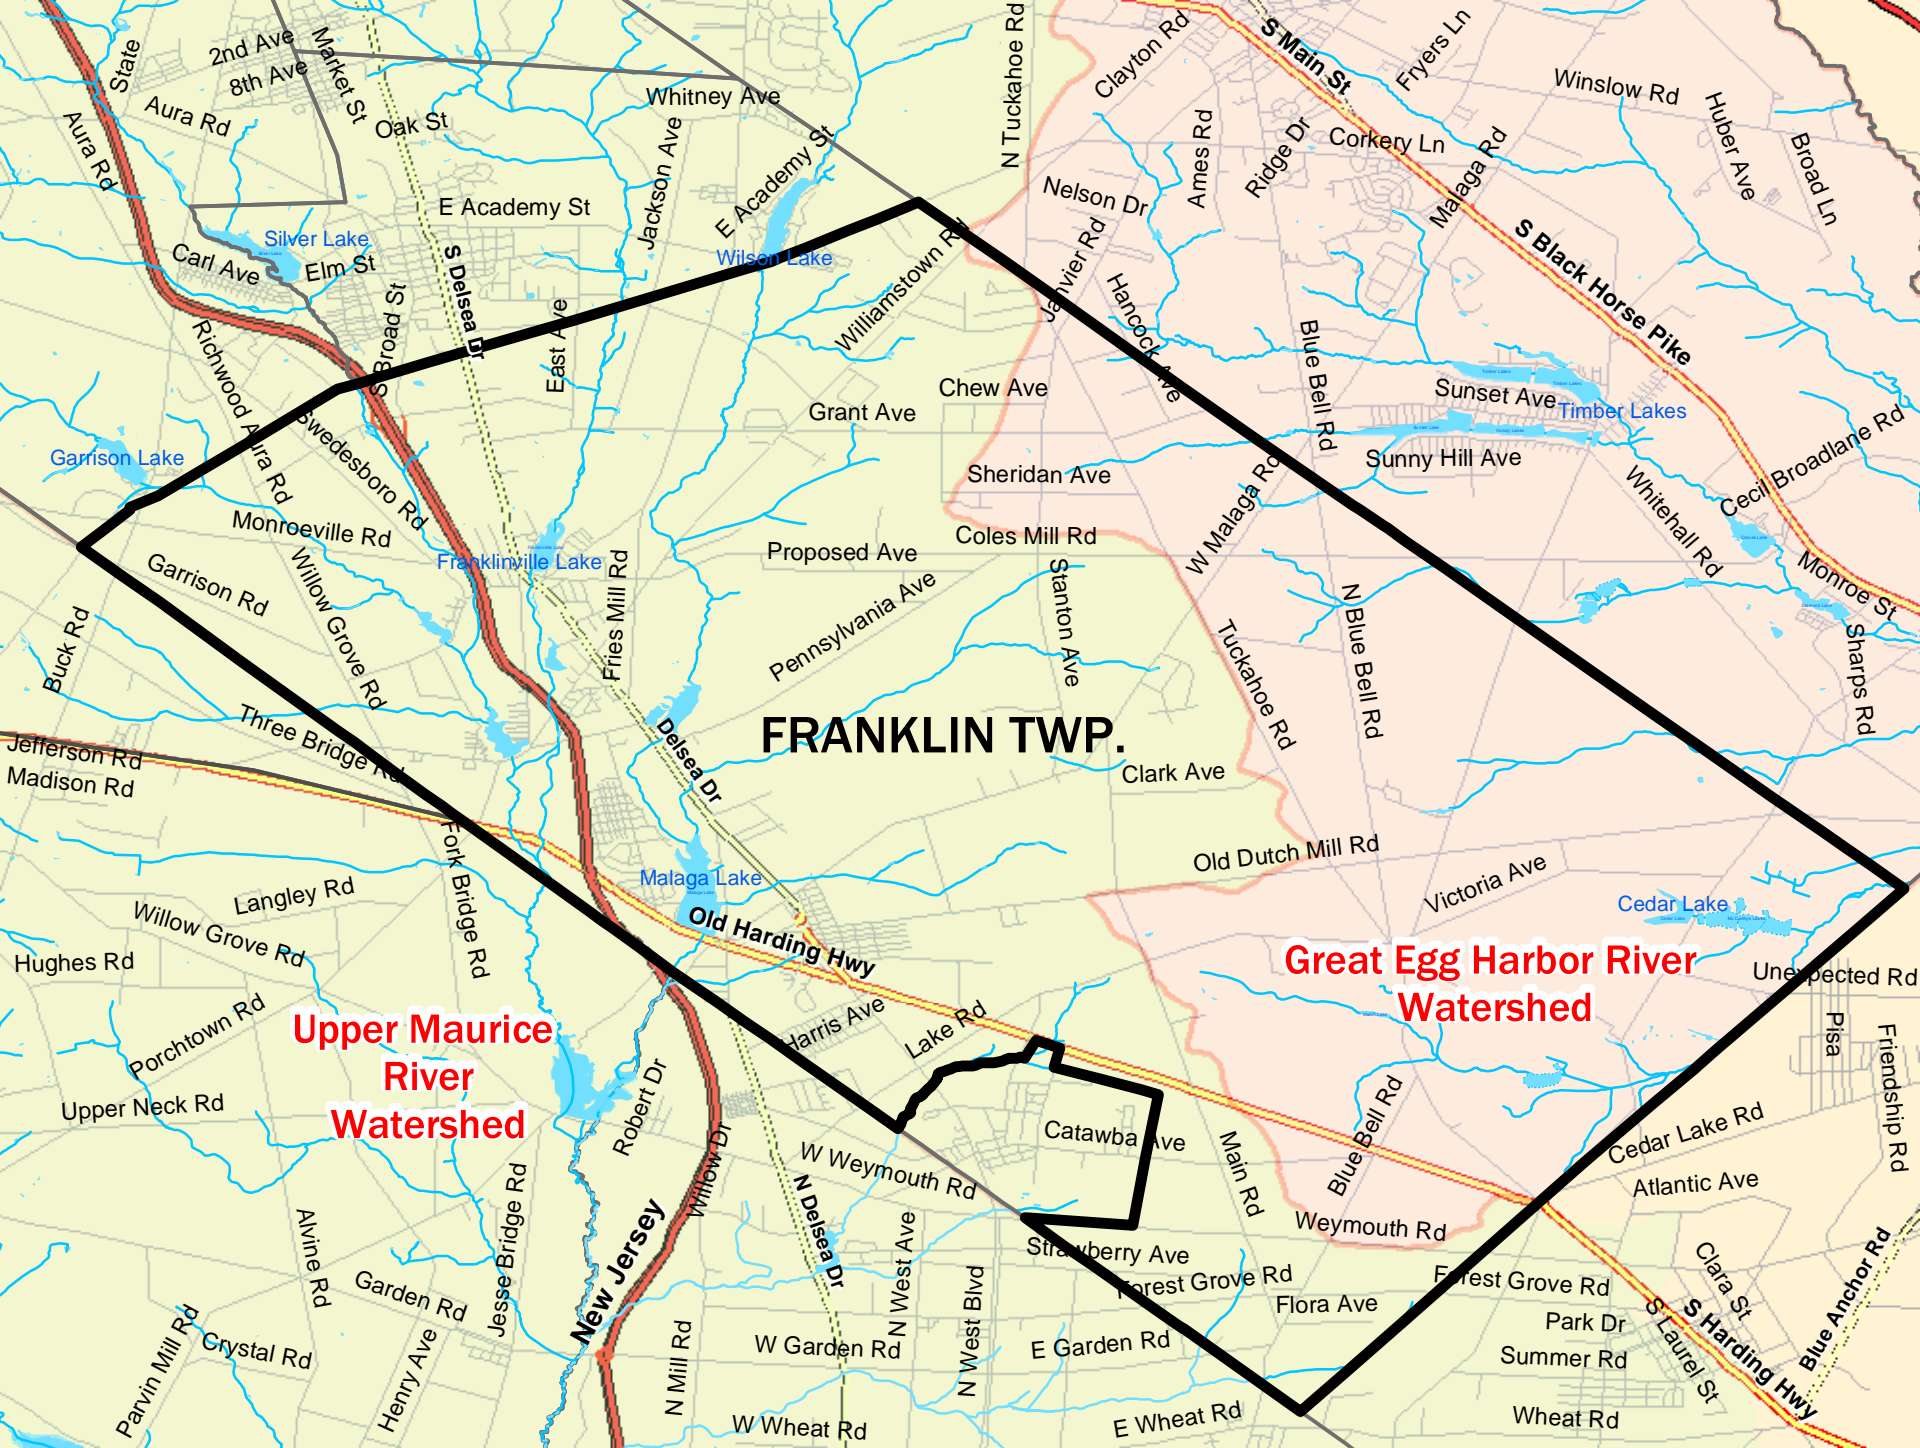 2nd Ave
State
8th Ave
Market St
Aura Rd
Oak St
Aura Rd
Whitney Ave
N Tuckahoe Rd
Clayton Rd
S Main St
Fryers Ln
Winslow Rd
Huber Ave
Broad Ln
Corkery Ln
Ames Rd
Ridge Dr
Malaga Rd
Nelson Dr
Janvier Rd
Hancock Ave
S Black Horse Pike
E Academy St
Jackson Ave
E Academy St
Silver Lake
Carl Ave
Elm St
S Delsea Dr
Wilson Lake
Williamstown Rd
S Broad St
East Ave
Richwood Aura Rd
Swedesboro Rd
Garrison Lake
Chew Ave
Grant Ave
Blue Bell Rd
Sunset Ave
Timber Lakes
Sunny Hill Ave
Cecil Broadlane Rd
Whitehall Rd
Sheridan Ave
W Malaga Rd
Coles Mill Rd
Monroeville Rd
Garrison Rd
Willow Grove Rd
Franklinville Lake
Fries Mill Rd
Proposed Ave
Pennsylvania Ave
Stanton Ave
Monroe St
Sharps Rd
N Blue Bell Rd
Tuckahoe Rd
Buck Rd
Three Bridge Rd
Jefferson Rd
Madison Rd
Delsea Dr
FRANKLIN TWP.
Clark Ave
Old Dutch Mill Rd
Victoria Ave
Cedar Lake
Malaga Lake
Old Harding Hwy
Fork Bridge Rd
Langley Rd
Willow Grove Rd
Hughes Rd
Porchtown Rd
Upper Neck Rd
Upper Maurice
River
Watershed
Great Egg Harbor River
Watershed
Unexpected Rd
Pisa
Friendship Rd
Harris Ave
Lake Rd
Robert Dr
Willow Dr
W Weymouth Rd
Catawba Ave
Main Rd
Blue Bell Rd
Cedar Lake Rd
Atlantic Ave
Weymouth Rd
Strawberry Ave
Forest Grove Rd
Flora Ave
Forest Grove Rd
Park Dr
Summer Rd
Wheat Rd
Clara St
S Laurel St
S Harding Hwy
Blue Anchor Rd
Alvine Rd
Jesse Bridge Rd
New Jersey
N Delsea Dr
N West Ave
N West Blvd
Garden Rd
Crystal Rd
Parvin Mill Rd
Henry Ave
N Mill Rd
W Garden Rd
E Garden Rd
W Wheat Rd
E Wheat Rd